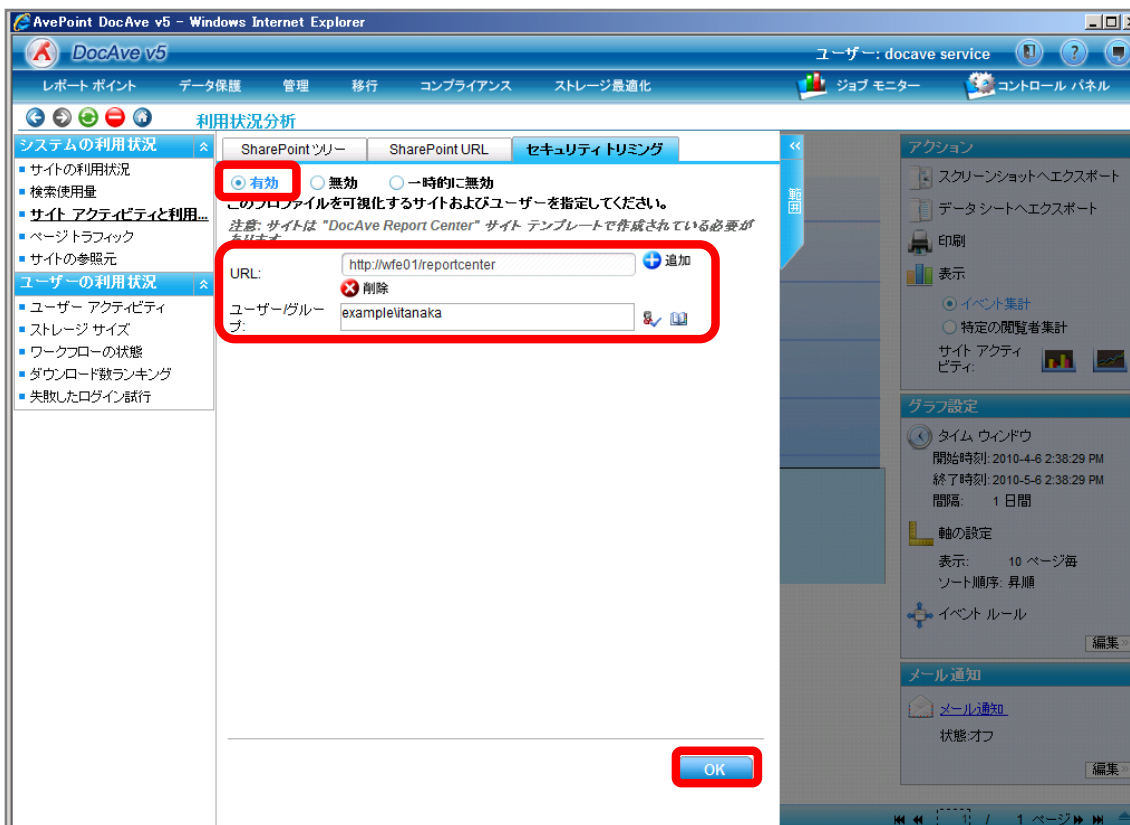 AvePoint DocAve v5 - Windows Internet Explorer
DocAve v5
ユーザー: docave service
レポート ポイント データ保護 管理 移行 コンプライアンス ストレージ最適化 ジョブ モニター コントロール パネル
利用状況分析
システムの利用状況
サイトの利用状況
検索使用量
サイト アクティビティと利用...
ページトラフィック
サイトの参照元
ユーザーの利用状況
ユーザー アクティビティ
ストレージ サイズ
ワークフローの状態
ダウンロード数ランキング
失敗したログイン試行
SharePoint ツリー SharePoint URL セキュリティ トリミング
有効 無効 一時的に無効
このプロファイルを可視化するサイトおよびユーザーを指定してください。
注意: サイトは "DocAve Report Center" サイト テンプレートで作成されている必要が
あります
URL: http://wfe01/reportcenter 追加
削除
ユーザー/グルー
プ: example\itanaka
OK
範囲
アクション
スクリーンショットへエクスポート
データ シートへエクスポート
印刷
表示
イベント集計
特定の閲覧者集計
サイト アクティ
ビティ:
グラフ設定
タイム ウィンドウ
開始時刻: 2010-4-6 2:38:29 PM
終了時刻: 2010-5-6 2:38:29 PM
間隔: 1 日間
軸の設定
表示: 10 ページ毎
ソート順序: 昇順
イベント ルール
編集
メール通知
メール通知
状態:オフ
編集
1 / 1 ページ